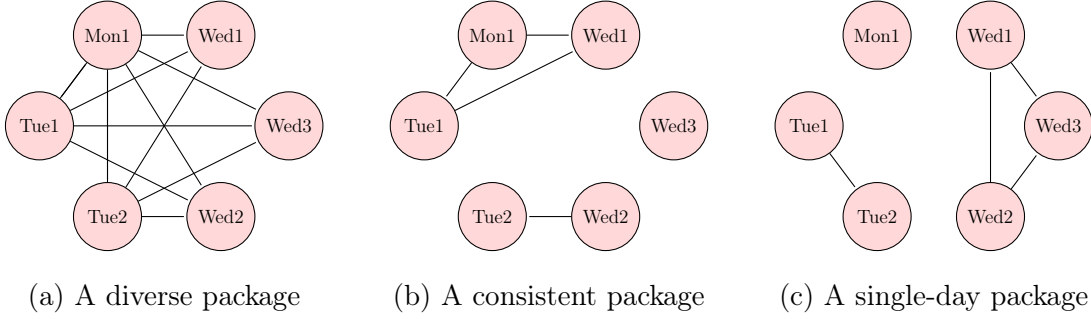 Mon1 Wed1 Mon1 Wed1 Mon1 Wed1
Tue1 Wed3 Tue1 Wed3 Tue1 Wed3
Tue2 Wed2 Tue2 Wed2 Tue2 Wed2
(a) A diverse package (b) A consistent package (c) A single-day package